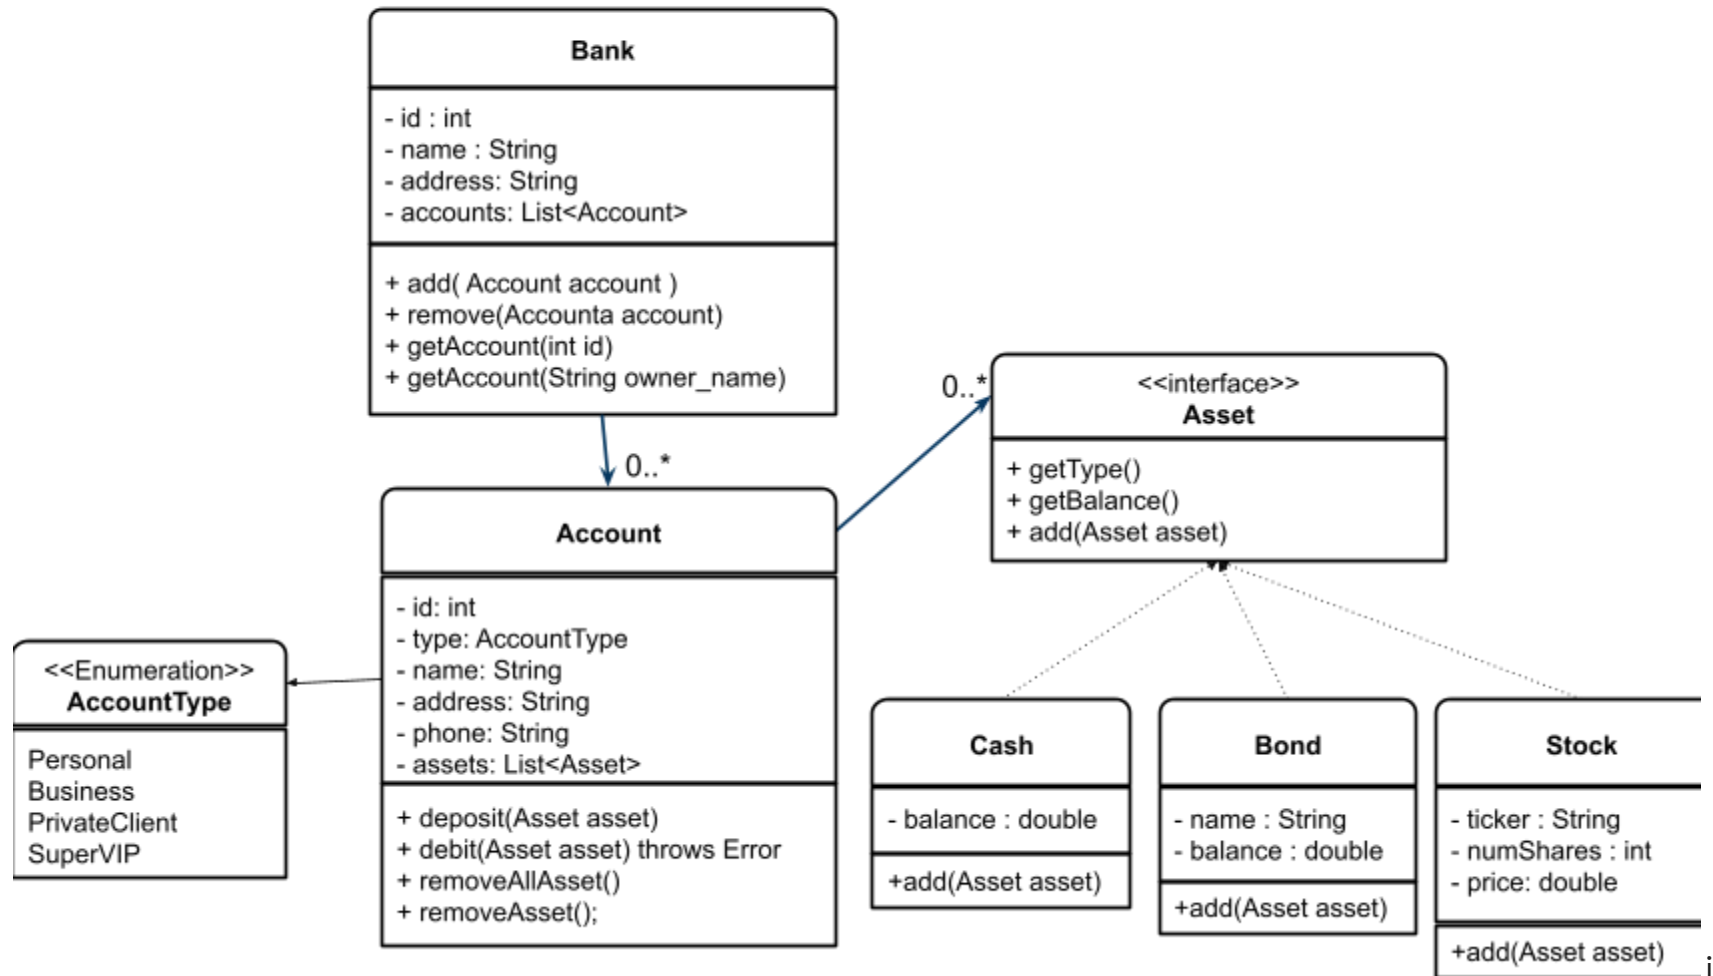 Bank
- id : int
- name : String
- address: String
- accounts: List<Account>
+ add( Account account )
+ remove(Accounta account)
+ getAccount(int id)
+ getAccount(String owner_name)
0..*
0..*
<<interface>>
Asset
+ getType()
+ getBalance()
+ add(Asset asset)
Account
- id: int
- type: AccountType
- name: String
- address: String
- phone: String
- assets: List<Asset>
+ deposit(Asset asset)
+ debit(Asset asset) throws Error
+ removeAllAsset()
+ removeAsset();
<<Enumeration>>
AccountType
Personal
Business
PrivateClient
SuperVIP
Cash
- balance : double
+add(Asset asset)
Bond
- name : String
- balance : double
+add(Asset asset)
Stock
- ticker : String
- numShares : int
- price: double
+add(Asset asset)
i